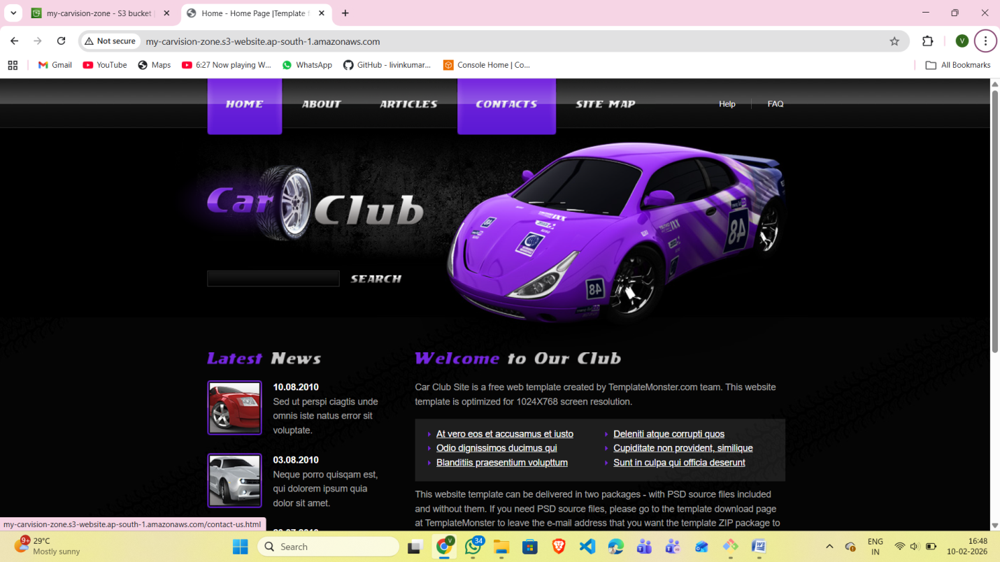 my-carvision-zone - S3 bucket
Home - Home Page |Template f
Not secure
my-carvision-zone.s3-website.ap-south-1.amazonaws.com
V
Gmail
YouTube
Maps
6:27 Now playing W...
WhatsApp
GitHub - livinkumar...
Console Home | Co...
All Bookmarks
HOME
ABOUT
ARTICLES
CONTACTS
SITE MAP
Help
FAQ
Car Club
48
48
SEARCH
Latest News
10.08.2010
Sed ut perspi ciagtis unde
omnis iste natus error sit
voluptate.
03.08.2010
Neque porro quisqam est,
qui dolorem ipsum quia
dolor sit amet.
Welcome to Our Club
Car Club Site is a free web template created by TemplateMonster.com team. This website
template is optimized for 1024X768 screen resolution.
At vero eos et accusamus et iusto
Odio dignissimos ducimus qui
Blanditiis praesentium volupttum
Deleniti atque corrupti quos
Cupiditate non provident, similique
Sunt in culpa qui officia deserunt
This website template can be delivered in two packages - with PSD source files included
and without them. If you need PSD source files, please go to the template download page
at TemplateMonster to leave the e-mail address that you want the template ZIP package to
my-carvision-zone.s3-website.ap-south-1.amazonaws.com/contact-us.html
9+
29°C
Mostly sunny
Search
V
34
ENG
IN
16:48
10-02-2026